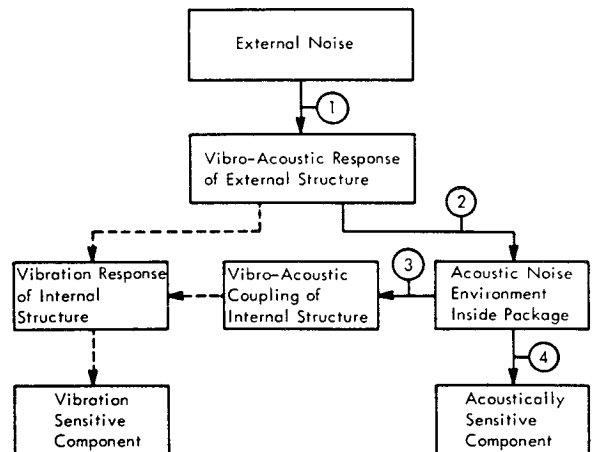 External Noise
1
Vibro-Acoustic Response
of External Structure
2
Vibration Response
of Internal
Structure
Vibro-Acoustic
Coupling of
Internal Structure
3
Acoustic Noise
Environment
Inside Package
4
Vibration
Sensitive
Component
Acoustically
Sensitive
Component